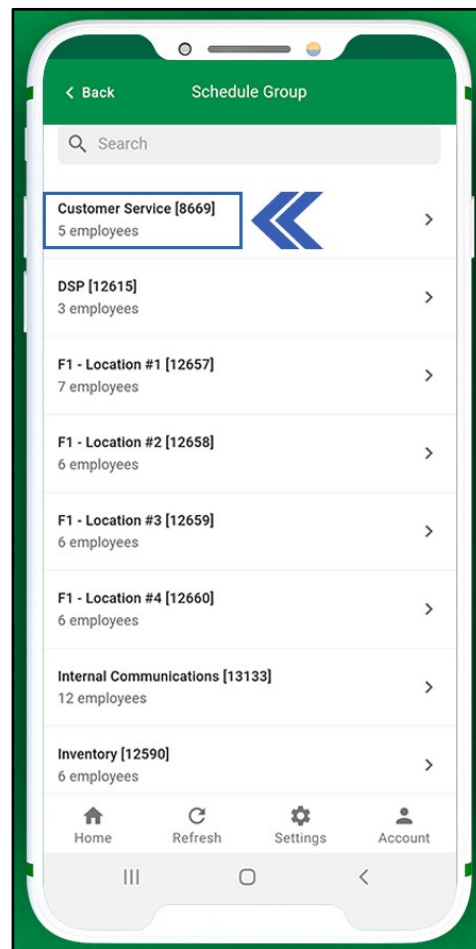 Back
Schedule Group
Search
Customer Service [8669]
5 employees
DSP [12615]
3 employees
F1 - Location #1 [12657]
7 employees
F1 - Location #2 [12658]
6 employees
F1 - Location #3 [12659]
6 employees
F1 - Location #4 [12660]
6 employees
Internal Communications [13133]
12 employees
Inventory [12590]
6 employees
Home Refresh Settings Account